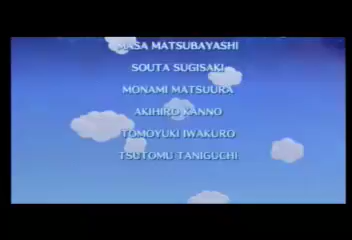 MASA MATSUBAYASHI
SOUTA SUGISAKI
MONAMI MATSUURA
AKIHIRO KANNO
TOMOYUKI IWAKURO
TSUTOMU TANIGUCHI